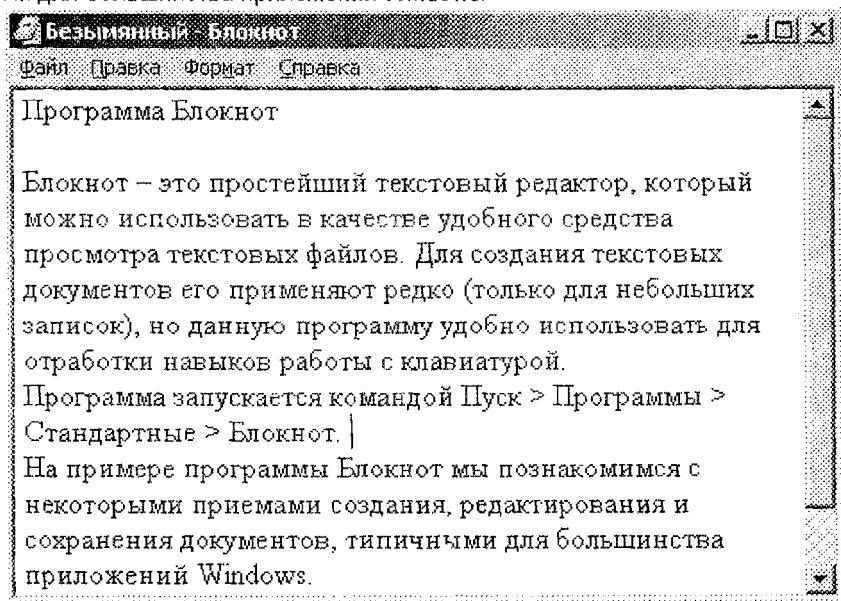 Безымянный - Блокнот
Файл Правка Формат Справка
Программа Блокнот
Блокнот – это простейший текстовый редактор, который
можно использовать в качестве удобного средства
просмотра текстовых файлов. Для создания текстовых
документов его применяют редко (только для небольших
записок), но данную программу удобно использовать для
отработки навыков работы с клавиатурой.
Программа запускается командой Пуск > Программы >
Стандартные > Блокнот.
На примере программы Блокнот мы познакомимся с
некоторыми приемами создания, редактирования и
сохранения документов, типичными для большинства
приложений Windows.